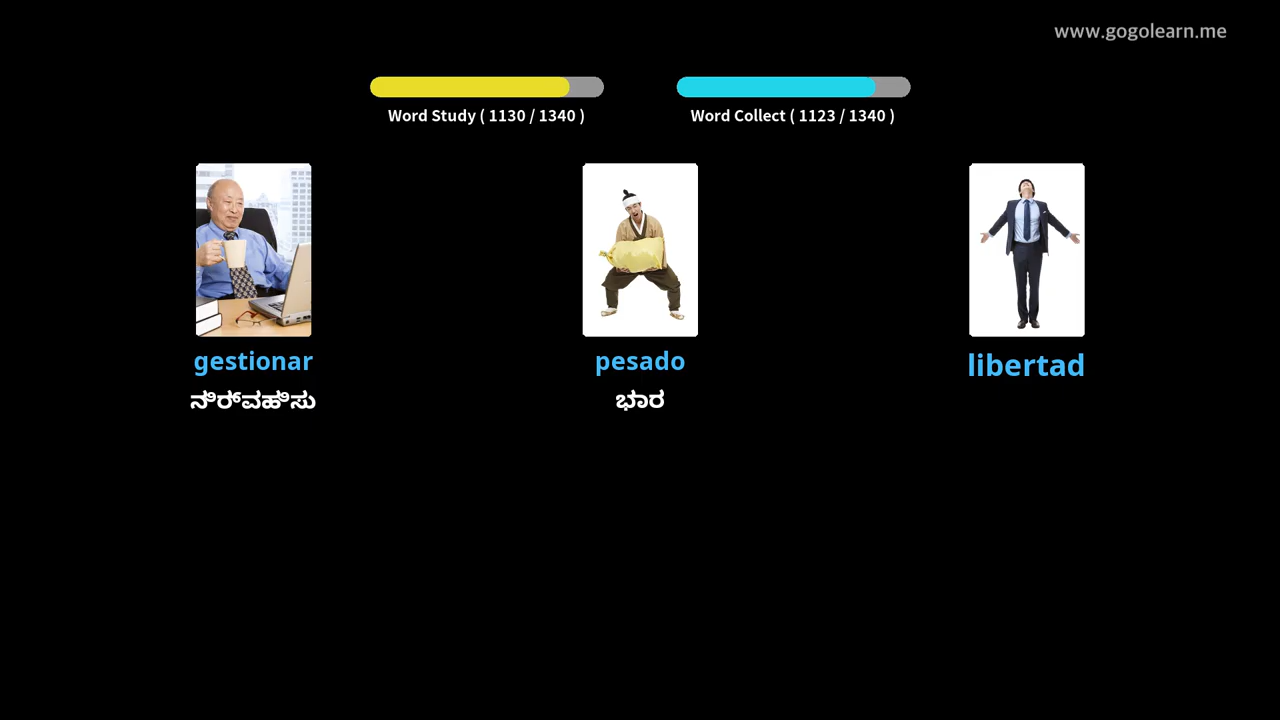 www.gogolearn.me
Word Study ( 1130 / 1340 )
Word Collect ( 1123 / 1340 )
gestionar
pesado
libertad
ನಿರ್ವಹಿಸು
ಭಾರ